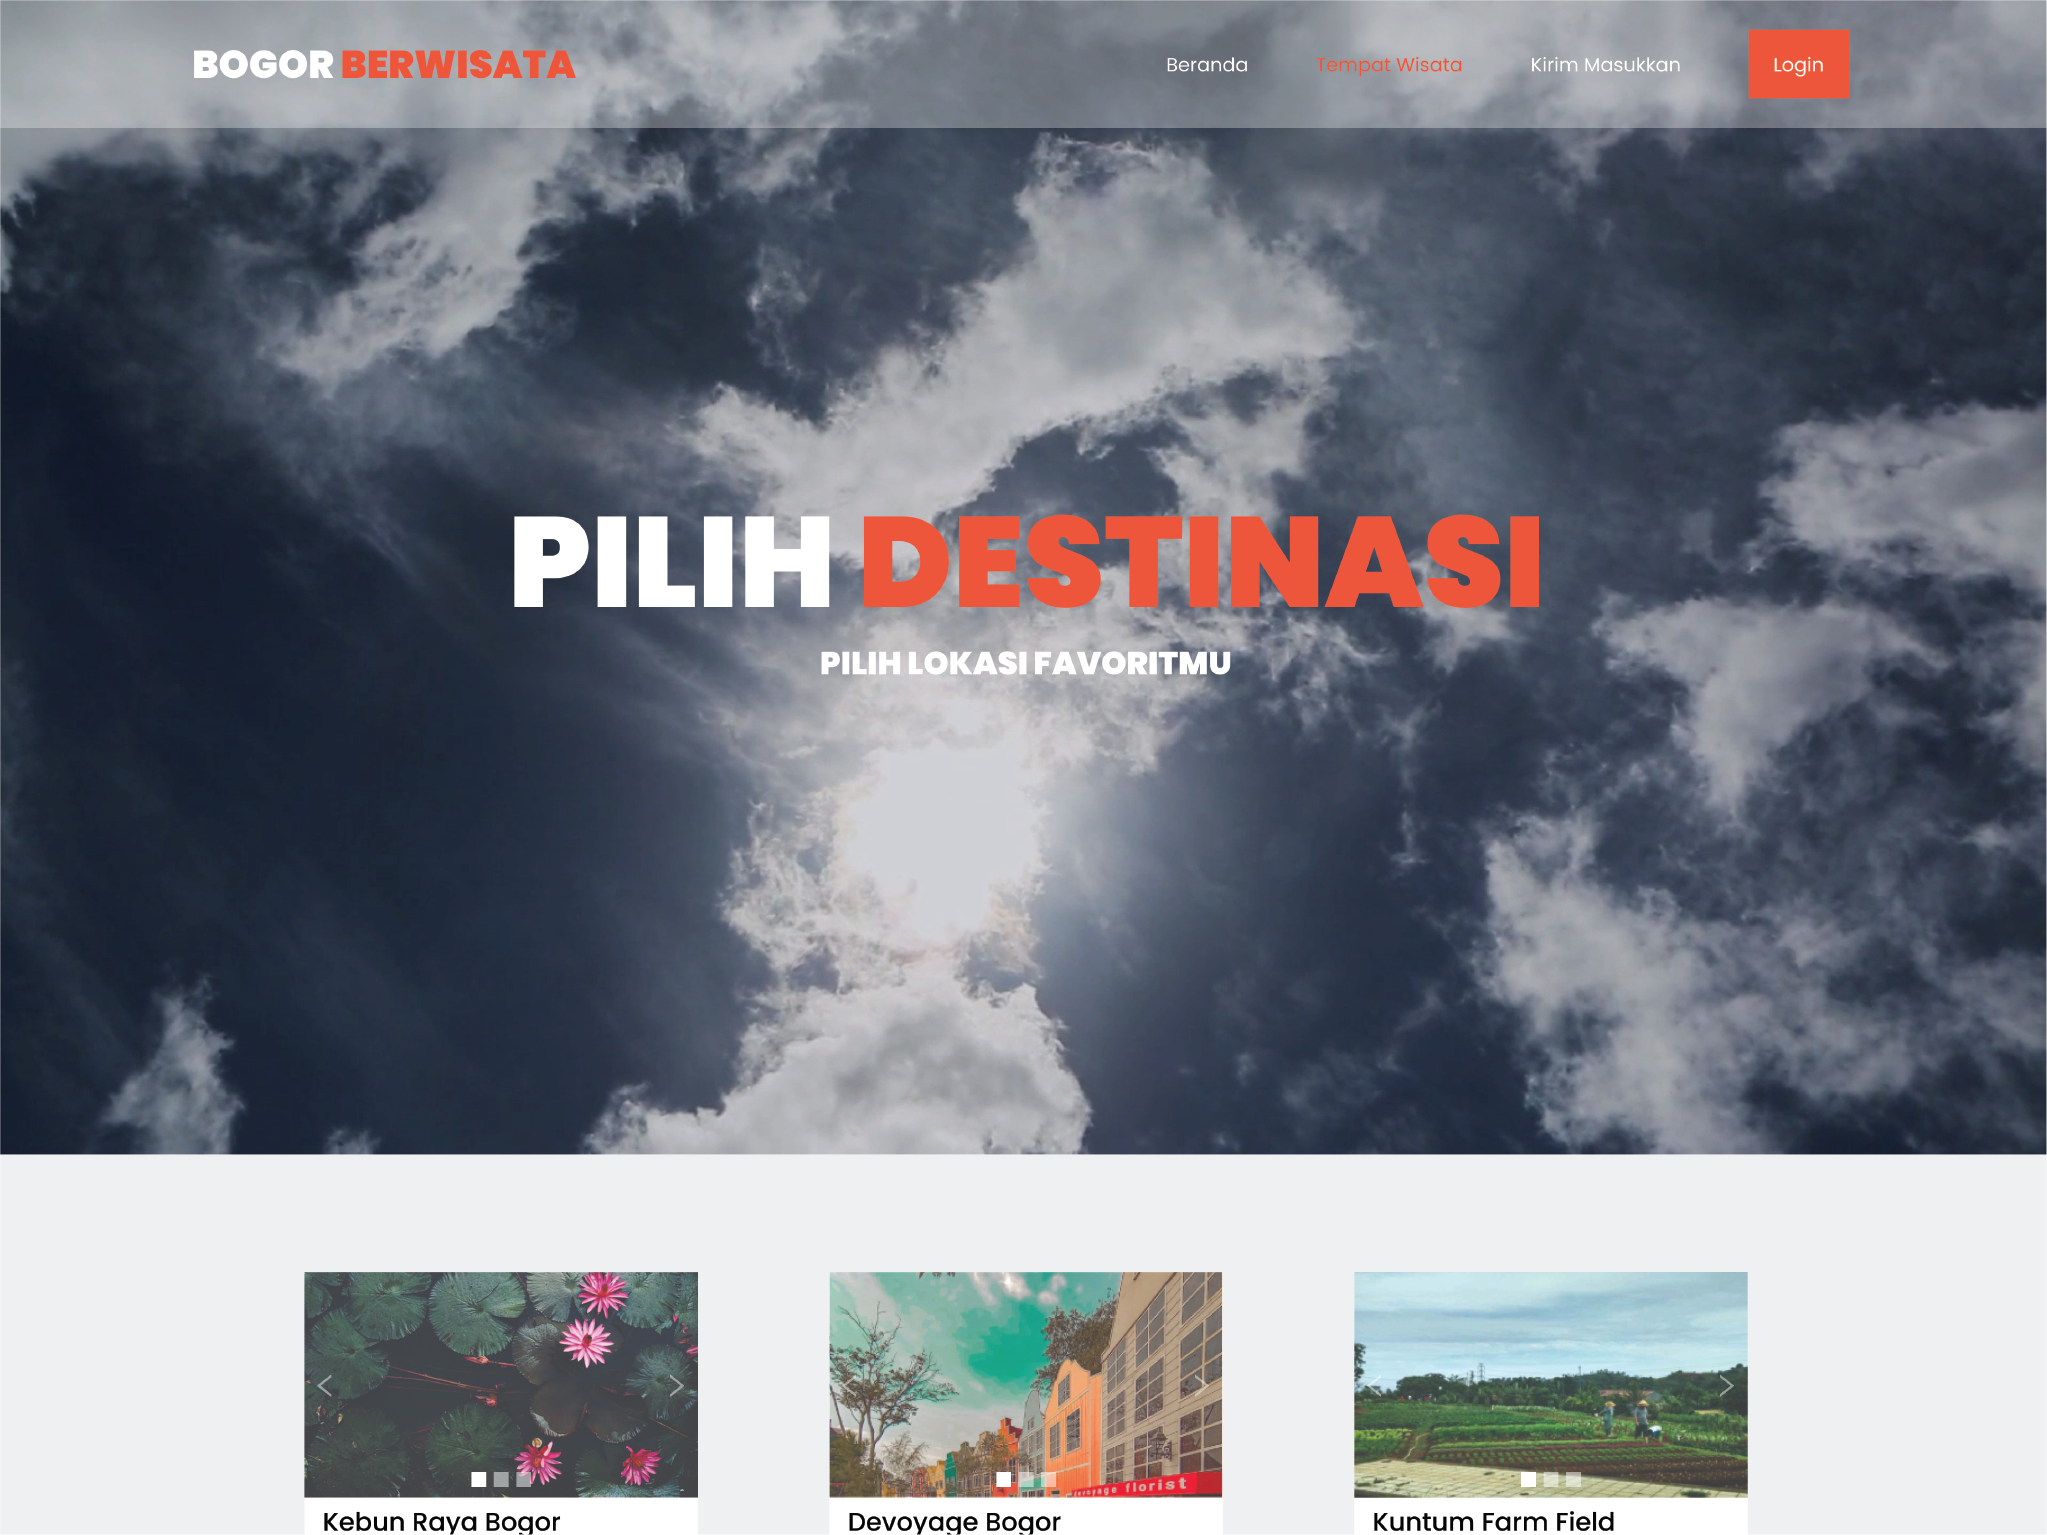 BOGOR BERWISATA
Beranda
Tempat Wisata
Kirim Masukkan
Login
PILIH DESTINASI
PILIH LOKASI FAVORITMU
devoyage florist
Kebun Raya Bogor
Devoyage Bogor
Kuntum Farm Field